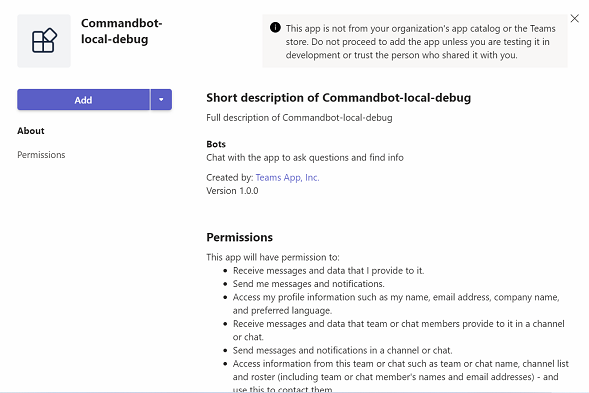 Commandbot-
local-debug
This app is not from your organization's app catalog or the Teams
store. Do not proceed to add the app unless you are testing it in
development or trust the person who shared it with you.
Add
About
Permissions
Short description of Commandbot-local-debug
Full description of Commandbot-local-debug
Bots
Chat with the app to ask questions and find info
Created by: Teams App, Inc.
Version 1.0.0
Permissions
This app will have permission to:
Receive messages and data that I provide to it.
Send me messages and notifications.
Access my profile information such as my name, email address, company name,
and preferred language.
Receive messages and data that team or chat members provide to it in a channel
or chat.
Send messages and notifications in a channel or chat.
Access information from this team or chat such as team or chat name, channel list
and roster (including team or chat member's names and email addresses) - and
use this to contact them.